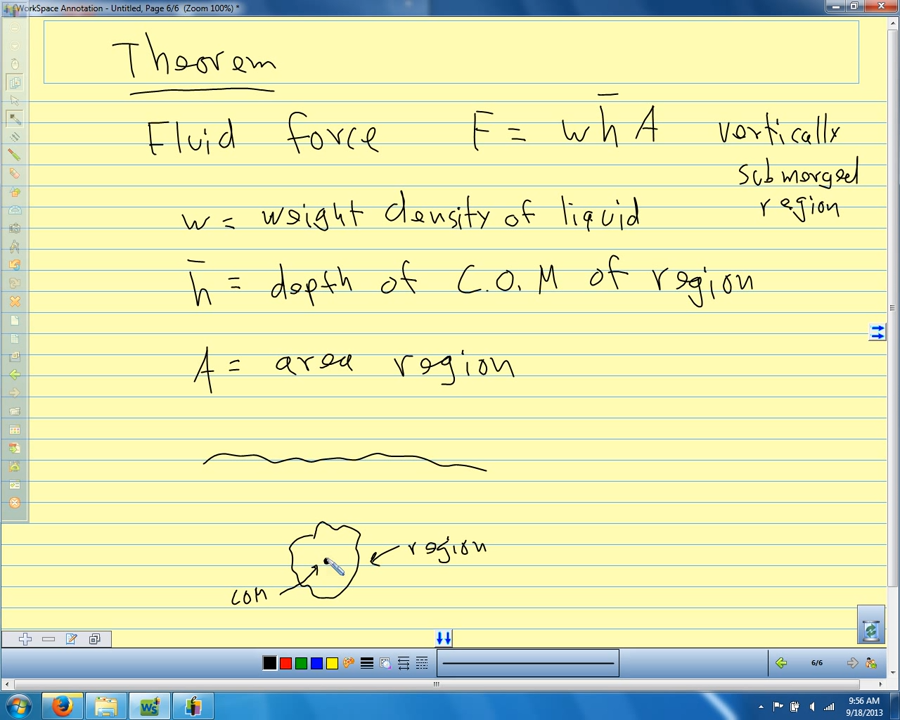 WorkSpace Annotation - Untitled, Page 6/6 (Zoom 100%) *
Theorem
Fluid force F = w h̄ A vertically
submerged
region
w = weight density of liquid
h̄ = depth of C.O.M of region
A = area region
region
COM
6/6
9:56 AM
9/18/2013